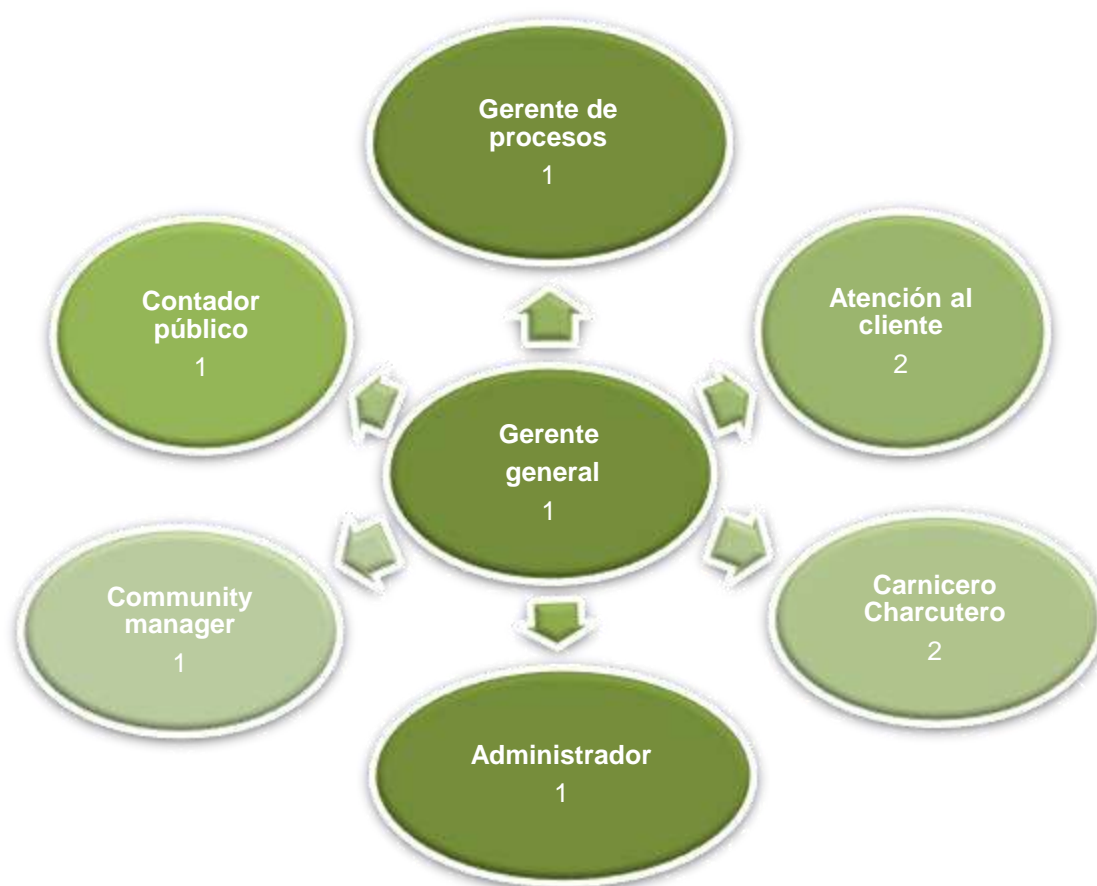 Gerente de
procesos
1
Contador
público
1
Atención al
cliente
2
Gerente
general
1
Community
manager
1
Carnicero
Charcutero
2
Administrador
1